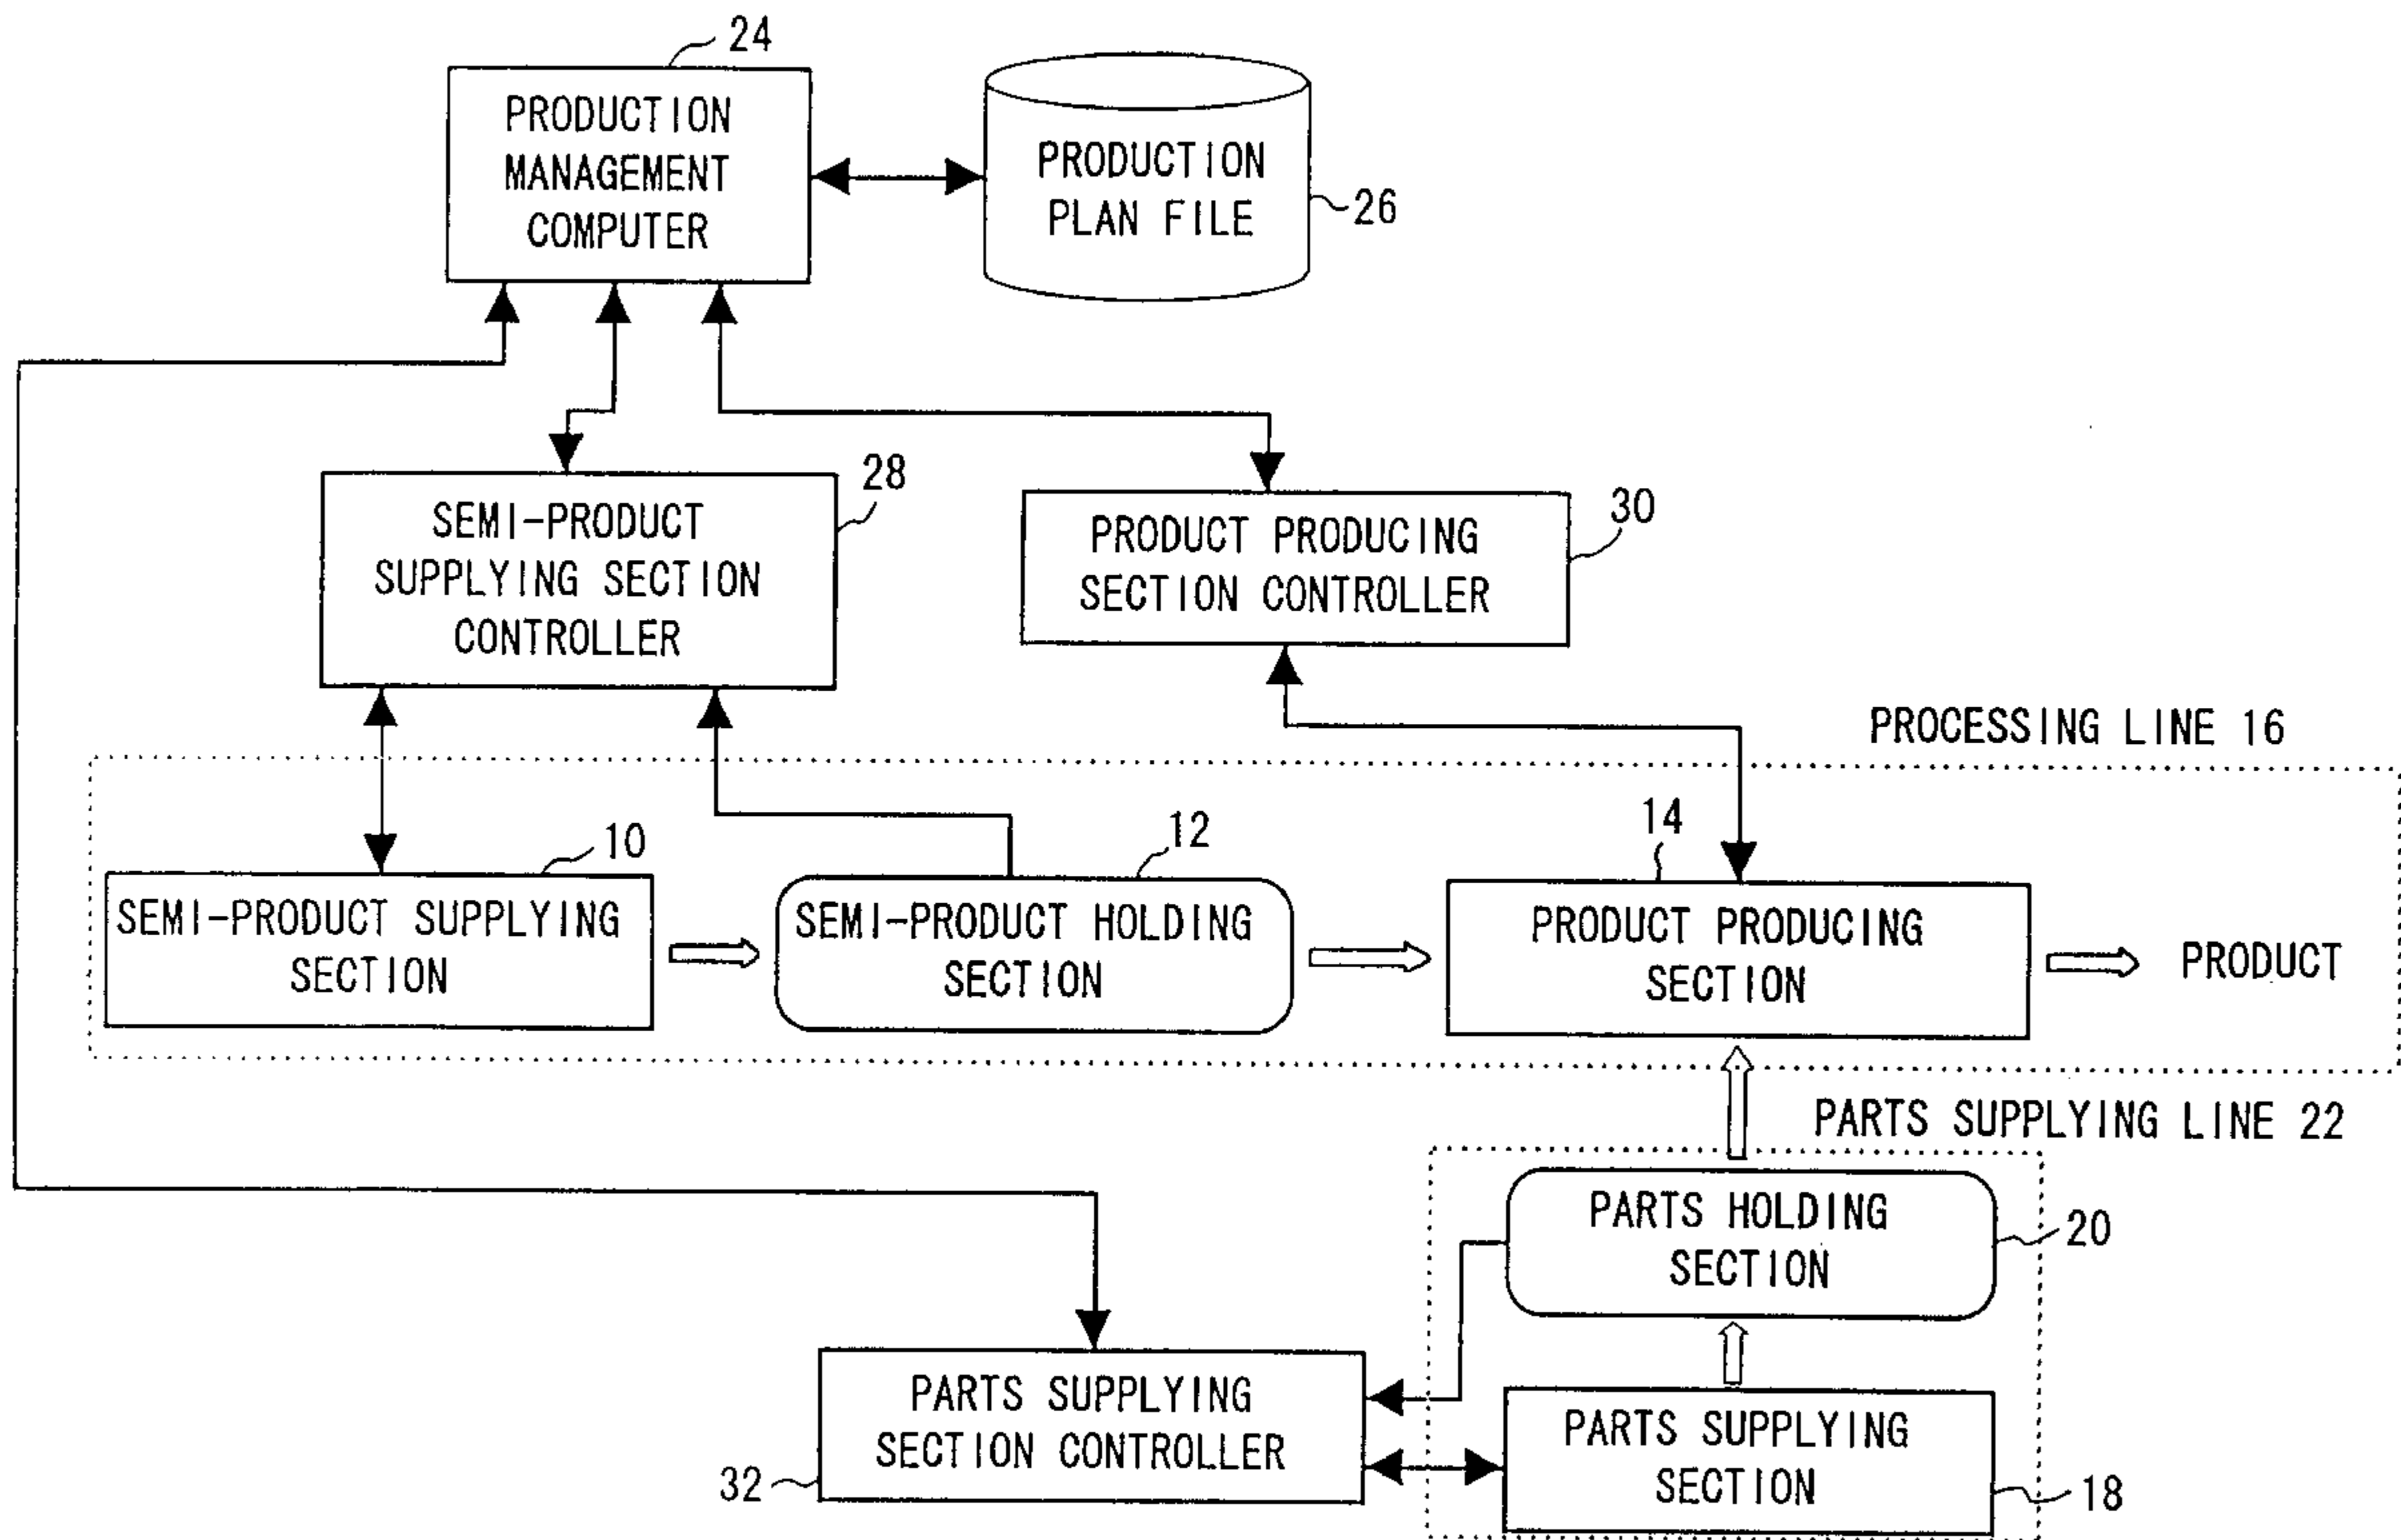 24
PRODUCTION
MANAGEMENT
COMPUTER
PRODUCTION
PLAN FILE
26
28
SEMI-PRODUCT
SUPPLYING SECTION
CONTROLLER
30
PRODUCT PRODUCING
SECTION CONTROLLER
PROCESSING LINE 16
10
SEMI-PRODUCT SUPPLYING
SECTION
12
SEMI-PRODUCT HOLDING
SECTION
14
PRODUCT PRODUCING
SECTION
PRODUCT
PARTS SUPPLYING LINE 22
PARTS HOLDING
SECTION
20
PARTS SUPPLYING
SECTION CONTROLLER
32
PARTS SUPPLYING
SECTION
18